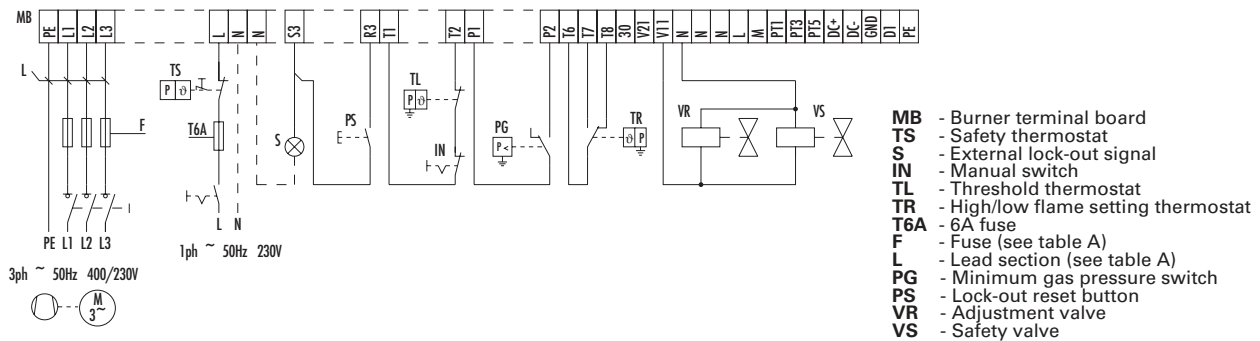 MB PE L1 L2 L3 L N N S3 R3 T1 T2 P1 P2 T6 T7 T8 30 V21 V11 N N N L M PT1 PT3 PT5 DC+ DC- GND D1 PE
L
TS
P ϑ
F
T6A
S
PS
TL
P ϑ
IN
PG
P <
TR
ϑ P
VR
VS
PE L1 L2 L3
L N
1ph ~ 50Hz 230V
3ph ~ 50Hz 400/230V
M
3~
MB - Burner terminal board
TS - Safety thermostat
S - External lock-out signal
IN - Manual switch
TL - Threshold thermostat
TR - High/low flame setting thermostat
T6A - 6A fuse
F - Fuse (see table A)
L - Lead section (see table A)
PG - Minimum gas pressure switch
PS - Lock-out reset button
VR - Adjustment valve
VS - Safety valve